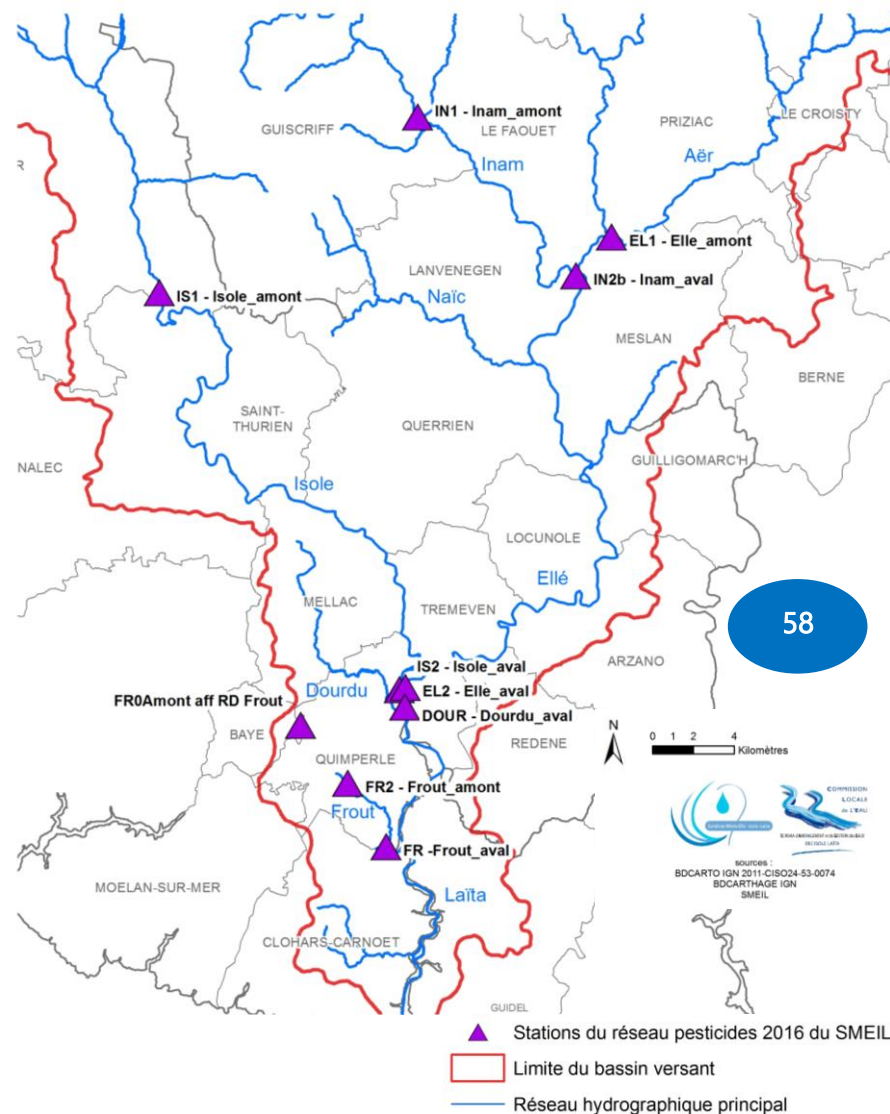 IN1 - Inam_amont
LE CROISTY
GUISCRIFF
LE FAOUET
PRIZIAC
Inam
Aër
EL1 - Elle_amont
LANVENEGEN
IN2b - Inam_aval
IS1 - Isole_amont
Naïc
MESLAN
BERNE
SAINT-
THURIEN
QUERRIEN
NALEC
GUILLIGOMARC'H
Isole
LOCUNOLE
Ellé
MELLAC
TREMEVEN
58
IS2 - Isole_aval
ARZANO
Dourdu
EL2 - Elle_aval
FR0Amont aff RD Frout
DOUR - Dourdu_aval
BAYE
REDENE
N
0 1 2 4
Kilomètres
QUIMPERLE
FR2 - Frout_amont
Frout
FR -Frout_aval
COMMISSION
LOCALE
de L'EAU
MOELAN-SUR-MER
Laïta
sources :
BDCARTO IGN 2011-CISO24-53-0074
BDCARTHAGE IGN
SMEIL
CLOHARS-CARNOET
GUIDEL
Stations du réseau pesticides 2016 du SMEIL
Limite du bassin versant
Réseau hydrographique principal